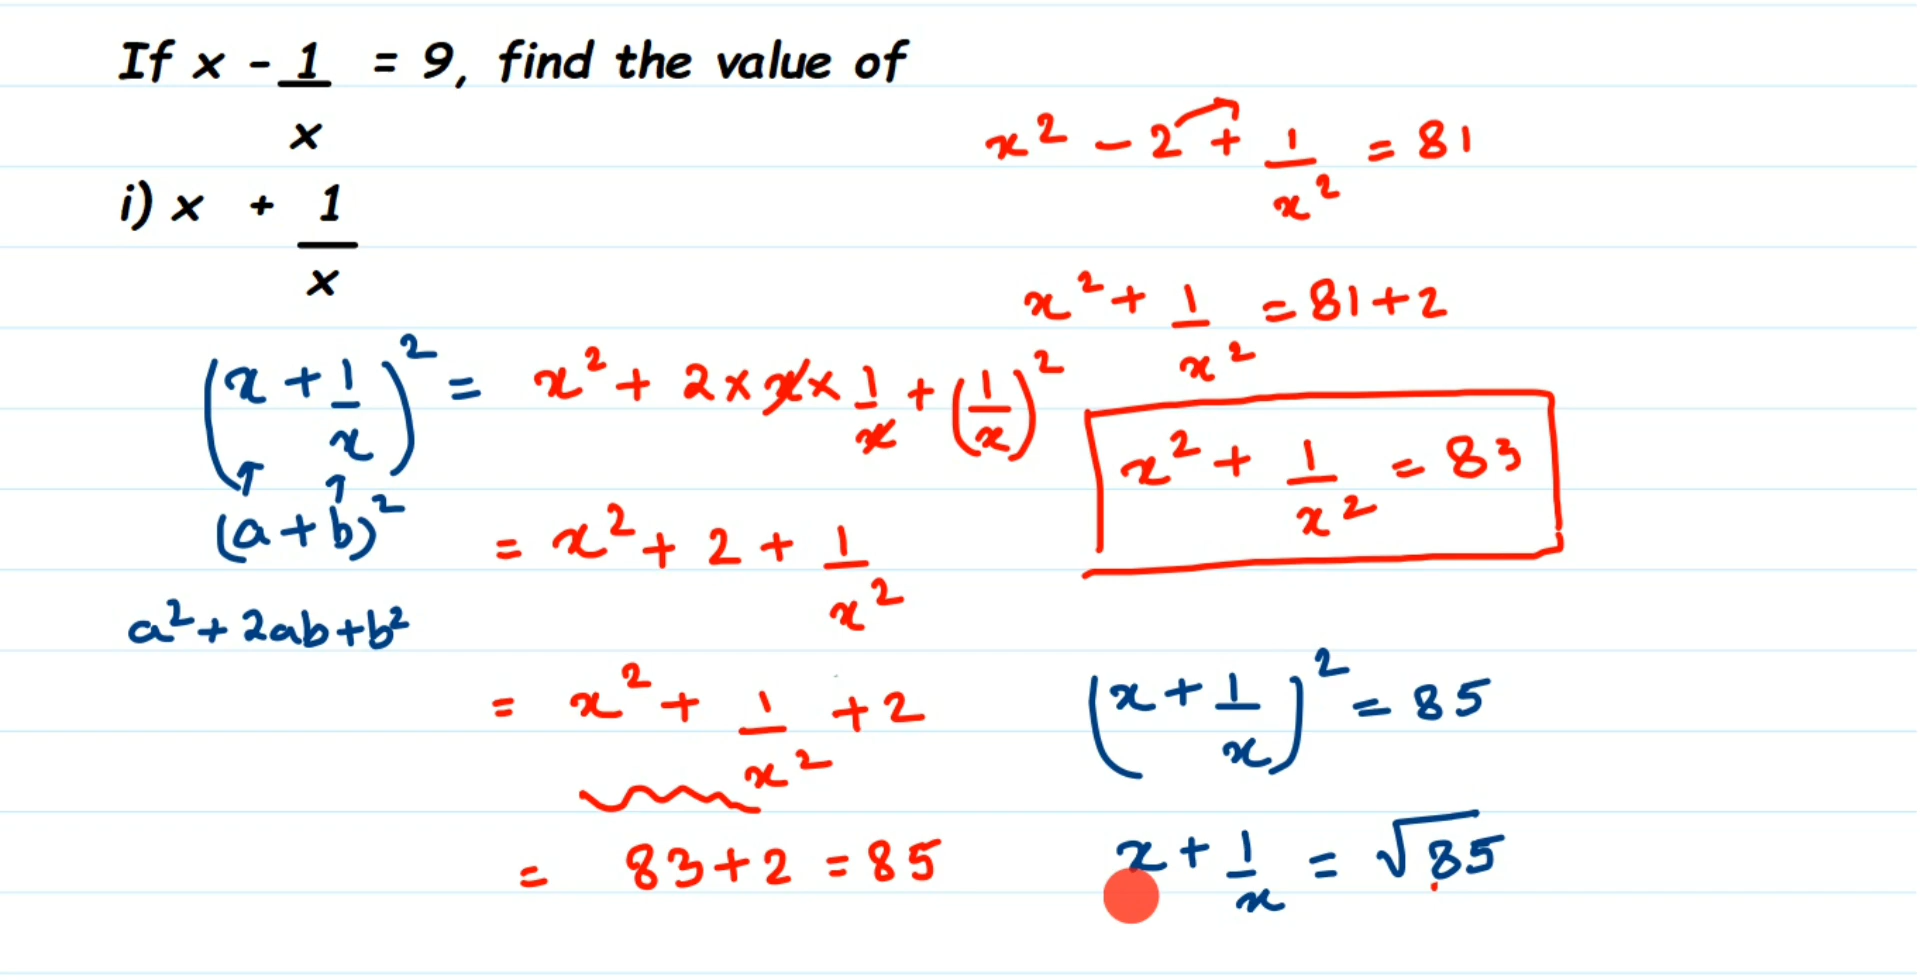 If x - 1/x = 9, find the value of
i) x + 1/x
x² - 2 + 1/x² = 81
x² + 1/x² = 81 + 2
x² + 1/x² = 83
(x + 1/x)² = x² + 2 × x × 1/x + (1/x)²
(a + b)²
a² + 2ab + b²
= x² + 2 + 1/x²
= x² + 1/x² + 2
= 83 + 2 = 85
(x + 1/x)² = 85
x + 1/x = √85